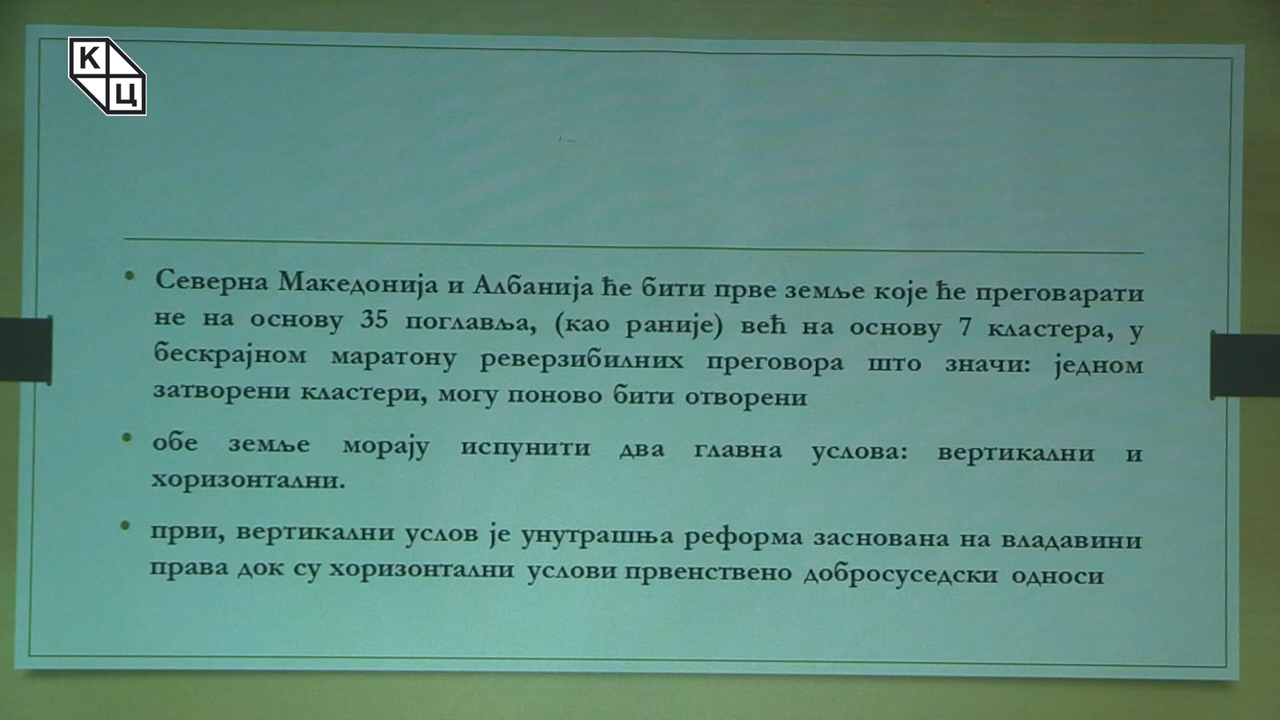 К
Ц
• Северна Македонија и Албанија ће бити прве земље које ће преговарати
не на основу 35 поглавља, (као раније) већ на основу 7 кластера, у
бескрајном маратону реверзибилних преговора што значи: једном
затворени кластери, могу поново бити отворени
• обе земље морају испунити два главна услова: вертикални и
хоризонтални.
• први, вертикални услов је унутрашња реформа заснована на владавини
права док су хоризонтални услови првенствено добросуседски односи